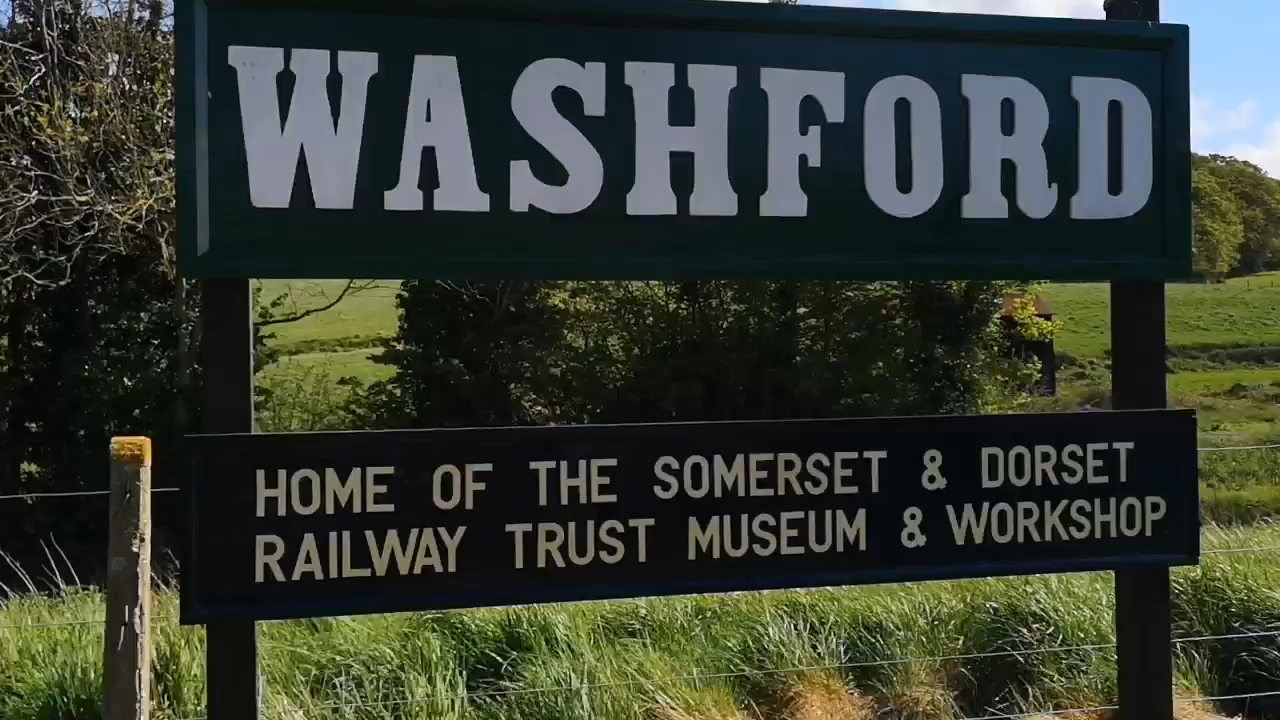 WASHFORD
HOME OF THE SOMERSET & DORSET
RAILWAY TRUST MUSEUM & WORKSHOP